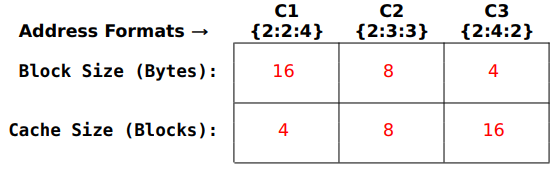 C1 C2 C3
Address Formats → {2:2:4} {2:3:3} {2:4:2}
Block Size (Bytes): 16 8 4
Cache Size (Blocks): 4 8 16